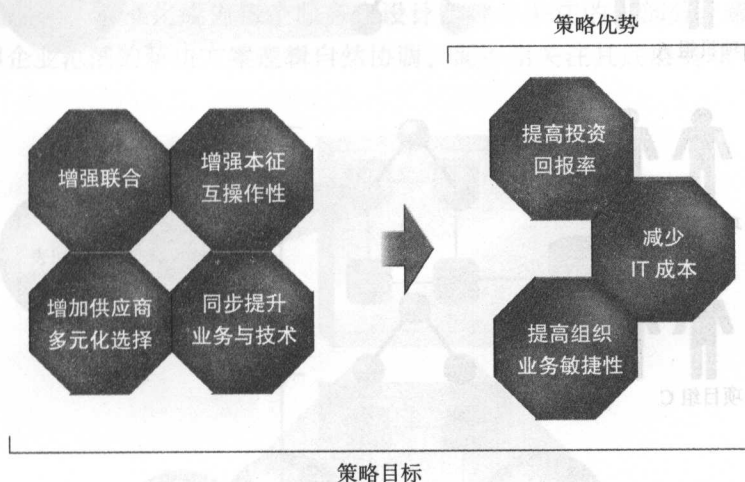 策略优势
增强联合
增强本征
互操作性
增加供应商
多元化选择
同步提升
业务与技术
提高投资
回报率
减少
IT 成本
提高组织
业务敏捷性
策略目标